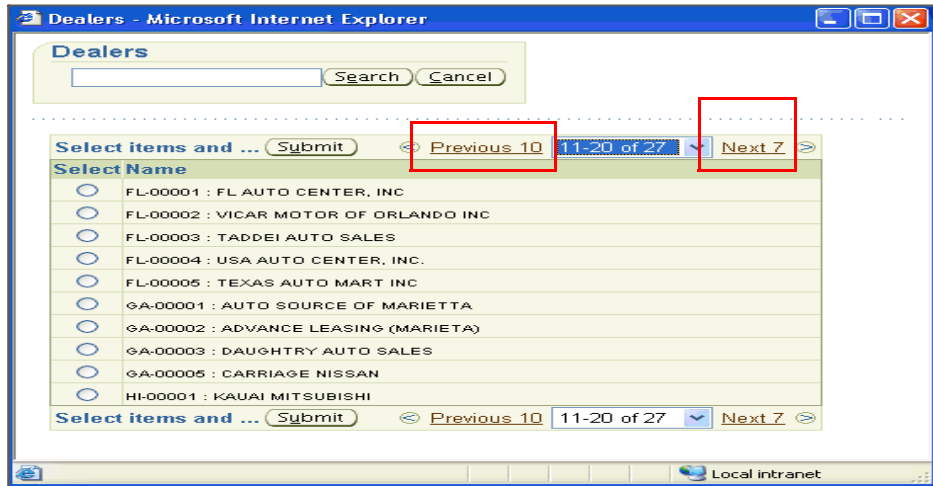 Dealers - Microsoft Internet Explorer
Dealers
Search Cancel
Select items and ... Submit Previous 10 11-20 of 27 Next 7
Select Name
FL-00001 : FL AUTO CENTER, INC
FL-00002 : VICAR MOTOR OF ORLANDO INC
FL-00003 : TADDEI AUTO SALES
FL-00004 : USA AUTO CENTER, INC.
FL-00005 : TEXAS AUTO MART INC
GA-00001 : AUTO SOURCE OF MARIETTA
GA-00002 : ADVANCE LEASING (MARIETA)
GA-00003 : DAUGHTRY AUTO SALES
GA-00005 : CARRIAGE NISSAN
HI-00001 : KAUAI MITSUBISHI
Select items and ... Submit Previous 10 11-20 of 27 Next 7
Local intranet